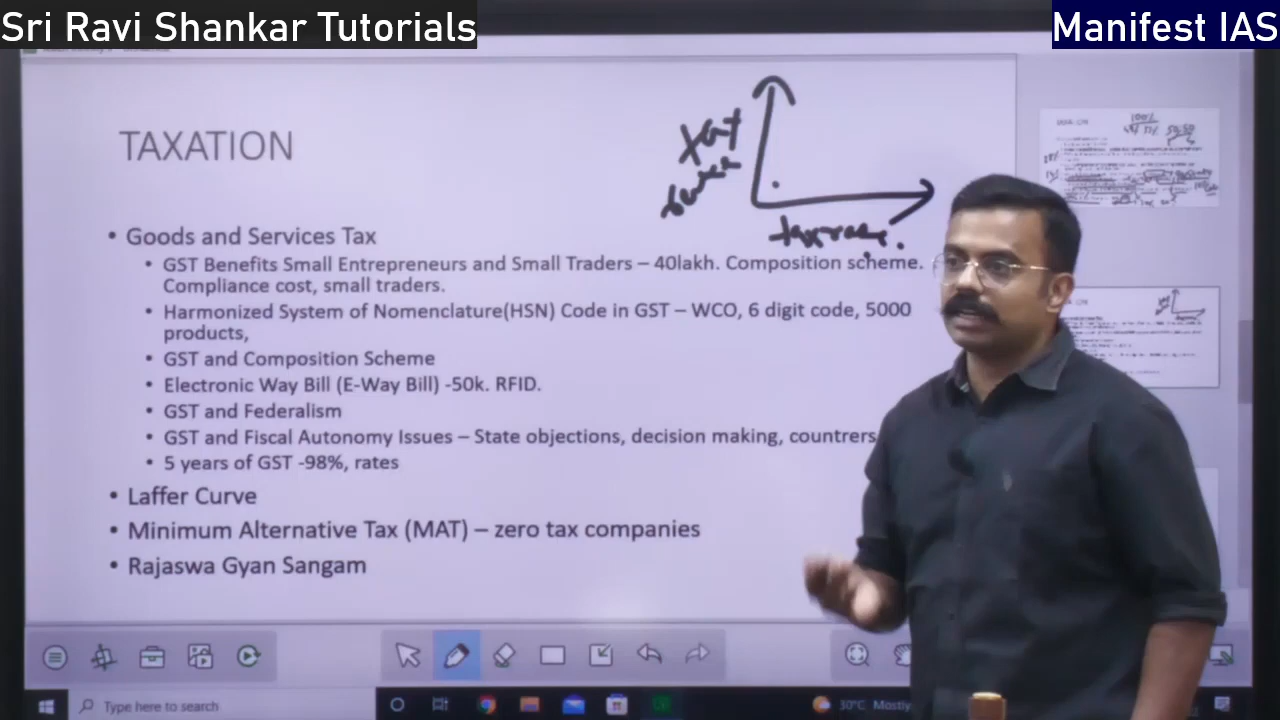 Sri Ravi Shankar Tutorials
Manifest IAS
TAXATION
• Goods and Services Tax
• GST Benefits Small Entrepreneurs and Small Traders – 40lakh. Composition scheme.
Compliance cost, small traders.
• Harmonized System of Nomenclature(HSN) Code in GST – WCO, 6 digit code, 5000
products,
• GST and Composition Scheme
• Electronic Way Bill (E-Way Bill) -50k. RFID.
• GST and Federalism
• GST and Fiscal Autonomy Issues – State objections, decision making, countrers
• 5 years of GST -98%, rates
• Laffer Curve
• Minimum Alternative Tax (MAT) – zero tax companies
• Rajaswa Gyan Sangam
Type here to search
30°C Mostly